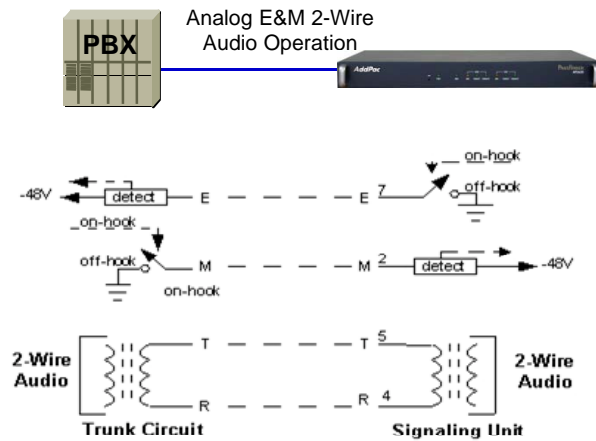 Analog E&M 2-Wire
Audio Operation
PBX
AddPac
on-hook
-48V
detect
E
E
7
off-hook
on-hook
off-hook
M
M
2
detect
-48V
on-hook
T
T
5
2-Wire
Audio
2-Wire
Audio
R
R
4
Trunk Circuit
Signaling Unit